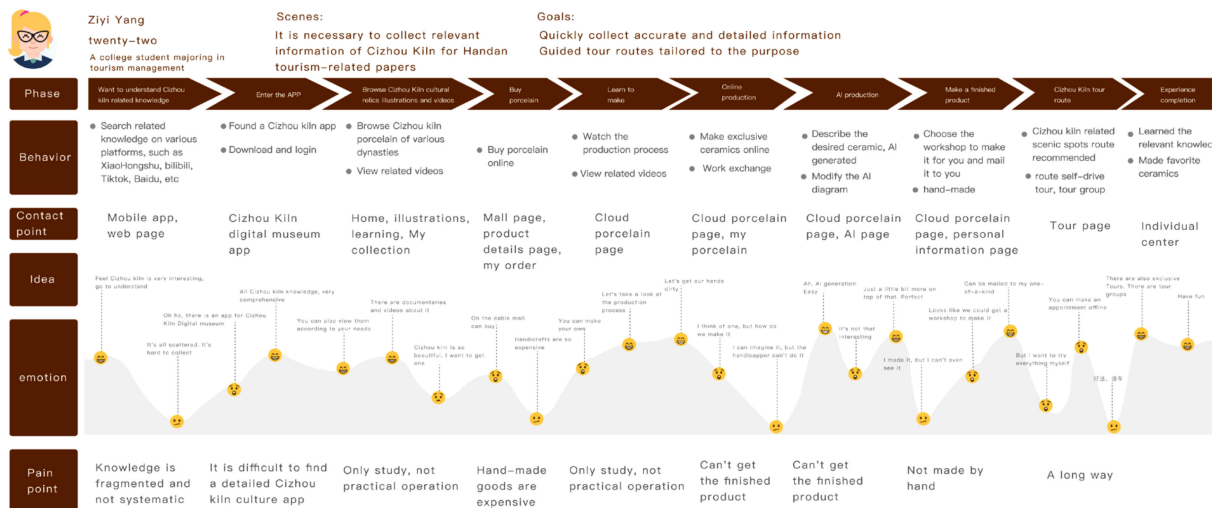 Ziyi Yang
twenty-two
A college student majoring in
tourism management
Scenes:
It is necessary to collect relevant
information of Cizhou Kiln for Handan
tourism-related papers
Goals:
Quickly collect accurate and detailed information
Guided tour routes tailored to the purpose
Phase
Want to understand Cizhou
kiln related knowledge
Enter the APP
Browse Cizhou Kiln cultural
relics illustrations and videos
Buy
porcelain
Learn to
make
Online
production
AI production
Make a finished
product
Cizhou Kiln tour
route
Experience
completion
Behavior
Search related
knowledge on various
platforms, such as
XiaoHongshu, bilibili,
Tiktok, Baidu, etc
Found a Cizhou kiln app
Download and login
Browse Cizhou kiln
porcelain of various
dynasties
View related videos
Buy porcelain
online
Watch the
production process
View related videos
Make exclusive
ceramics online
Work exchange
Describe the
desired ceramic, AI
generated
Modify the AI
diagram
Choose the
workshop to make
it for you and mail
it to you
hand-made
Cizhou kiln related
scenic spots route
recommended
route self-drive
tour, tour group
Learned the
relevant knowledg
Made favorite
ceramics
Contact
point
Mobile app,
web page
Cizhou Kiln
digital museum
app
Home, illustrations,
learning, My
collection
Mall page,
product
details page,
my order
Cloud
porcelain
page
Cloud porcelain
page, my
porcelain
Cloud porcelain
page, AI page
Cloud porcelain
page, personal
information page
Tour page
Individual
center
Idea
Feel Cizhou kiln is very interesting,
go to understand
It's all scattered. It's
hard to collect
Oh ho, there is an app for Cizhou
Kiln Digital museum
All Cizhou kiln knowledge, very
comprehensive
You can also view them
according to your needs
There are documentaries
and videos about it
Cizhou kiln is so
beautiful, I want to get
one
On the cable mall
can buy
Handicrafts are so
expensive
You can make
your own
Let's take a look at
the production
process
Let's get our hands
dirty
I think of one, but how do
we make it
I can imagine it, but the
handicapper can't do it
Ah, AI generation
Easy
It's not that
interesting
Just a little bit more on
top of that. Perfect
I made it, but I can't even
see it
Looks like we could get a
workshop to make it
Can be mailed to my one-
of-a-kind
But I want to try
everything myself
You can make an
appointment offline
好远，没车
There are also exclusive
Tours. There are tour
groups
Have fun
emotion
Pain
point
Knowledge is
fragmented and
not systematic
It is difficult to find
a detailed Cizhou
kiln culture app
Only study, not
practical operation
Hand-made
goods are
expensive
Only study, not
practical operation
Can't get
the finished
product
Can't get
the finished
product
Not made by
hand
A long way